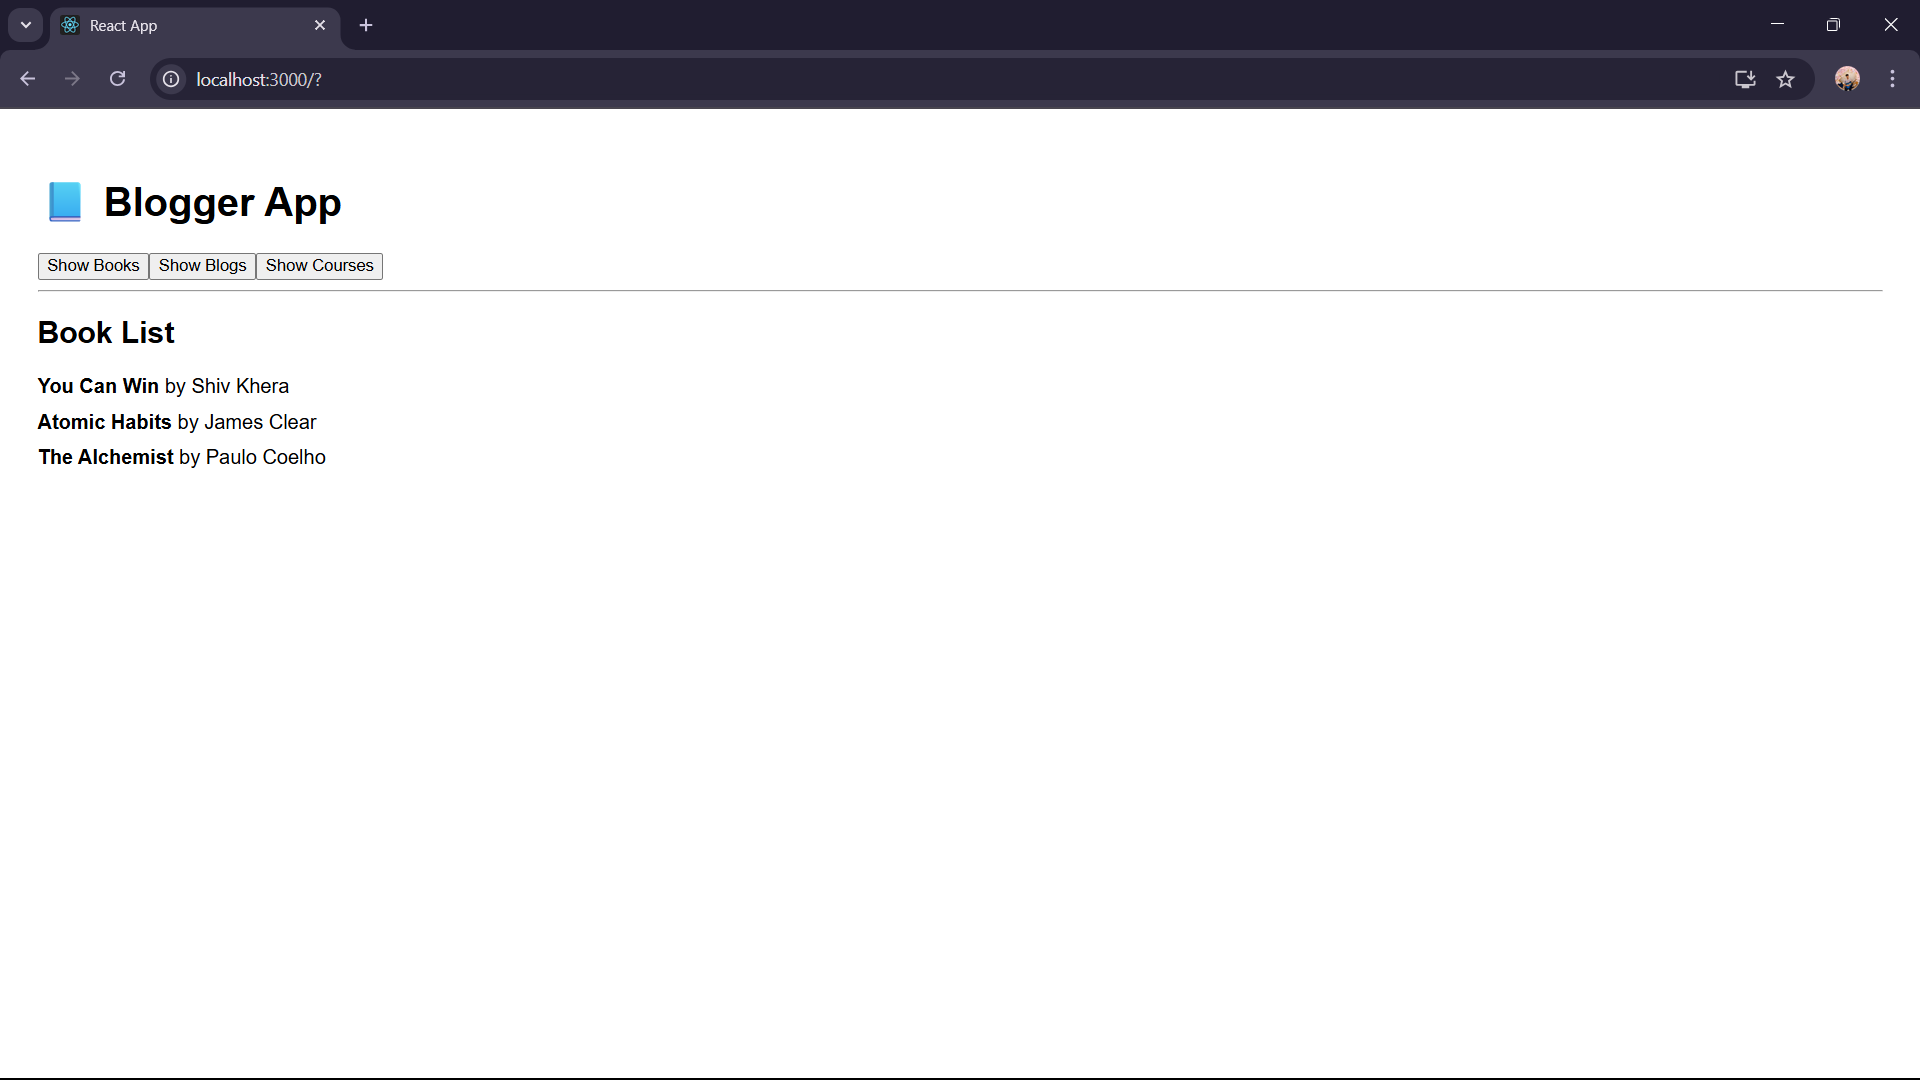 React App
localhost:3000/?
Blogger App
Show Books Show Blogs Show Courses
Book List
You Can Win by Shiv Khera
Atomic Habits by James Clear
The Alchemist by Paulo Coelho